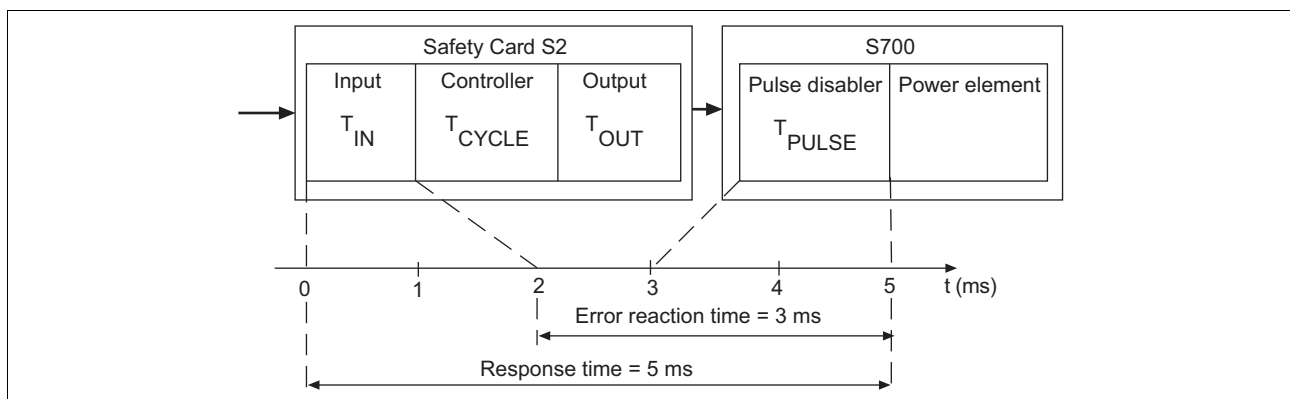 Safety Card S2
S700
Input
Controller
Output
Pulse disabler
Power element
T_IN
T_CYCLE
T_OUT
T_PULSE
0
1
2
3
4
5
t (ms)
Error reaction time = 3 ms
Response time = 5 ms